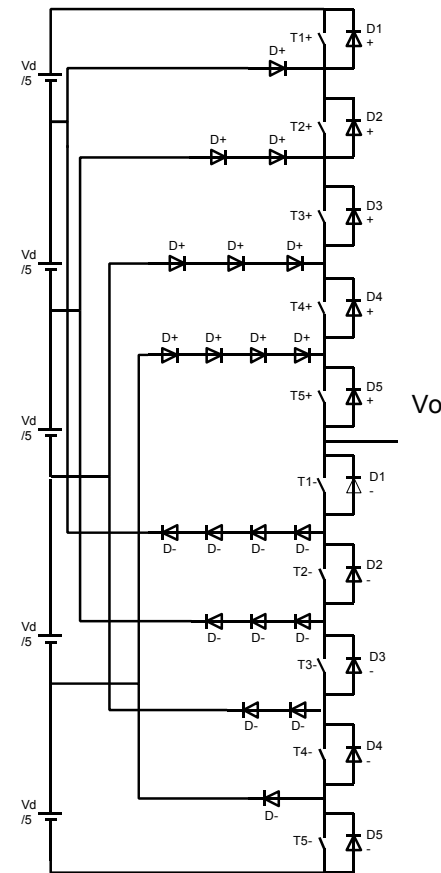 D1
+
T1+
D+
Vd
/5
D2
+
T2+
D+ D+
D3
+
T3+
D+ D+ D+
Vd
/5
D4
+
T4+
D+ D+ D+ D+
D5
+
T5+
Vo
Vd
/5
D1
-
T1-
D- D- D- D-
D2
-
T2-
Vd
/5
D- D- D-
D3
-
T3-
D- D-
D4
-
T4-
D-
Vd
/5
D5
-
T5-